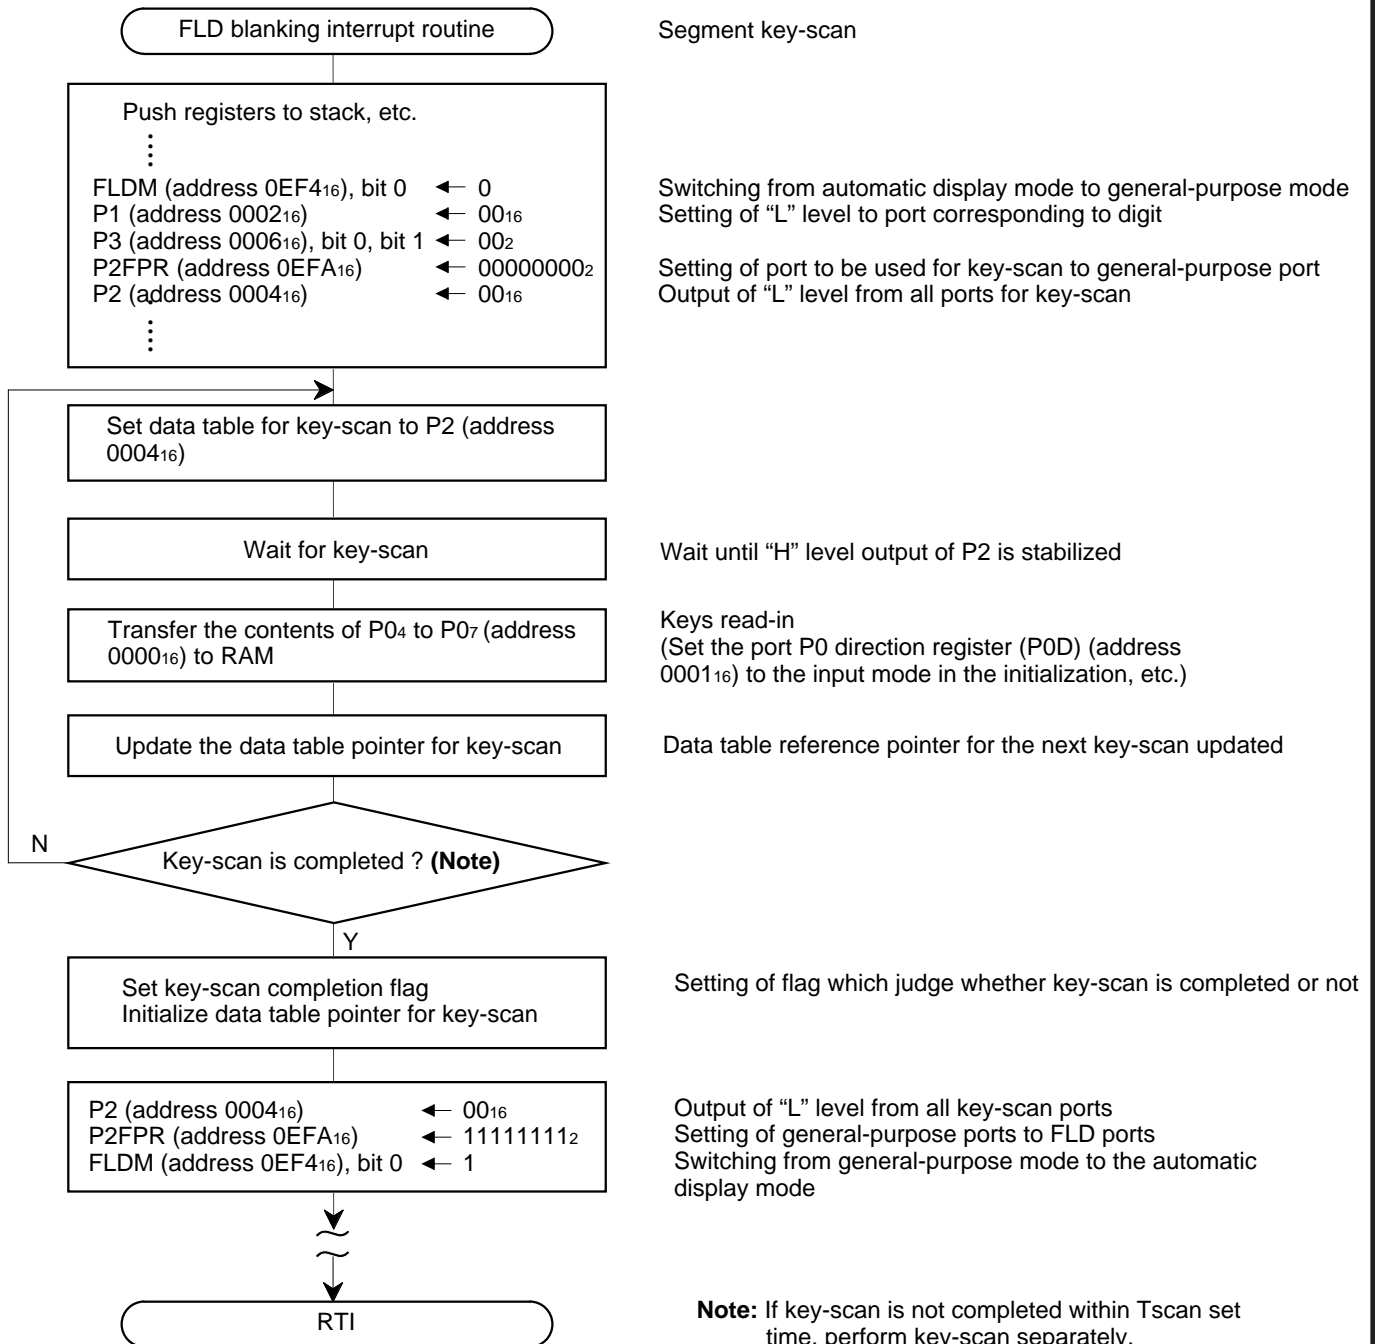 FLD blanking interrupt routine
Segment key-scan
Push registers to stack, etc.
FLDM (address 0EF416), bit 0 ← 0
Switching from automatic display mode to general-purpose mode
P1 (address 000216) ← 0016
Setting of “L” level to port corresponding to digit
P3 (address 000616), bit 0, bit 1 ← 002
P2FPR (address 0EFA16) ← 000000002
Setting of port to be used for key-scan to general-purpose port
P2 (address 000416) ← 0016
Output of “L” level from all ports for key-scan
Set data table for key-scan to P2 (address
000416)
Wait for key-scan
Wait until “H” level output of P2 is stabilized
Transfer the contents of P04 to P07 (address
000016) to RAM
Keys read-in
(Set the port P0 direction register (P0D) (address
000116) to the input mode in the initialization, etc.)
Update the data table pointer for key-scan
Data table reference pointer for the next key-scan updated
N
Key-scan is completed ? (Note)
Y
Set key-scan completion flag
Initialize data table pointer for key-scan
Setting of flag which judge whether key-scan is completed or not
P2 (address 000416) ← 0016
Output of “L” level from all key-scan ports
P2FPR (address 0EFA16) ← 111111112
Setting of general-purpose ports to FLD ports
FLDM (address 0EF416), bit 0 ← 1
Switching from general-purpose mode to the automatic
display mode
RTI
Note: If key-scan is not completed within Tscan set
time, perform key-scan separately.